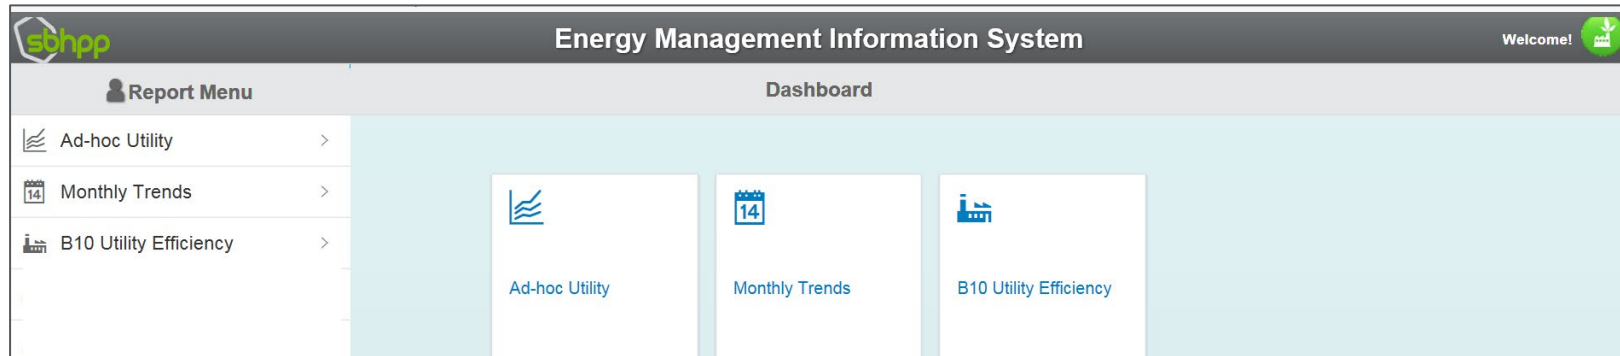 sbhpp
Energy Management Information System
Welcome!
Report Menu
Dashboard
Ad-hoc Utility
14 Monthly Trends
B10 Utility Efficiency
14
Ad-hoc Utility
Monthly Trends
B10 Utility Efficiency